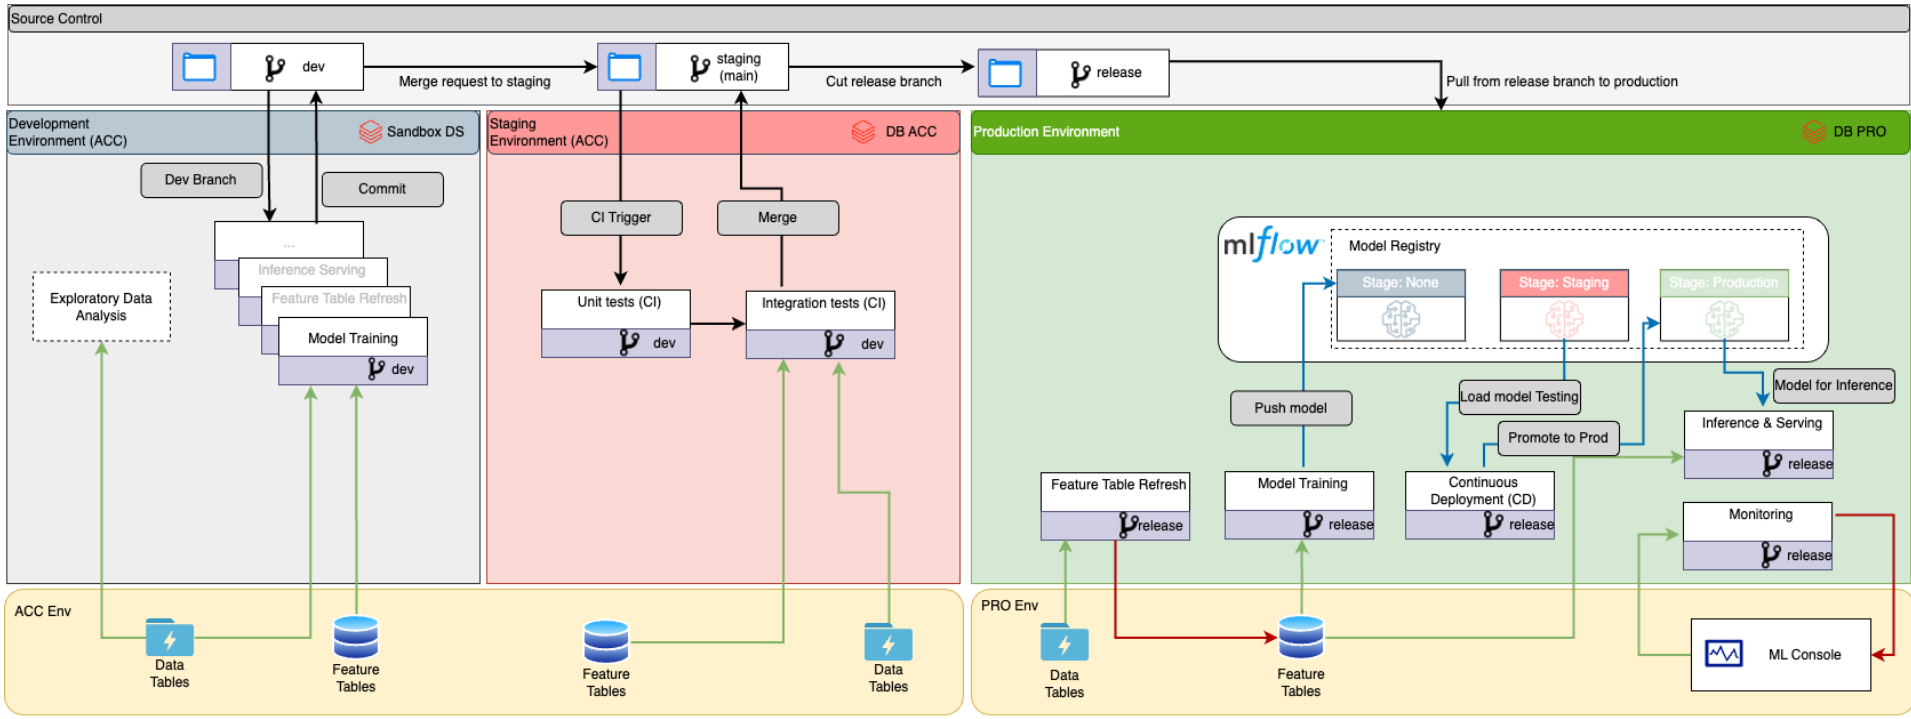 Source Control
dev
Merge request to staging
staging
(main)
Cut release branch
release
Pull from release branch to production
Development
Environment (ACC)
Sandbox DS
Dev Branch
Commit
...
Inference Serving
Feature Table Refresh
Model Training
dev
Exploratory Data
Analysis
Staging
Environment (ACC)
DB ACC
CI Trigger
Merge
Unit tests (CI)
dev
Integration tests (CI)
dev
Production Environment
DB PRO
mlflow
Model Registry
Stage: None
Stage: Staging
Stage: Production
Push model
Load model Testing
Promote to Prod
Model for Inference
Inference & Serving
release
Feature Table Refresh
release
Model Training
release
Continuous
Deployment (CD)
release
Monitoring
release
ACC Env
Data
Tables
Feature
Tables
Feature
Tables
Data
Tables
PRO Env
Data
Tables
Feature
Tables
ML Console